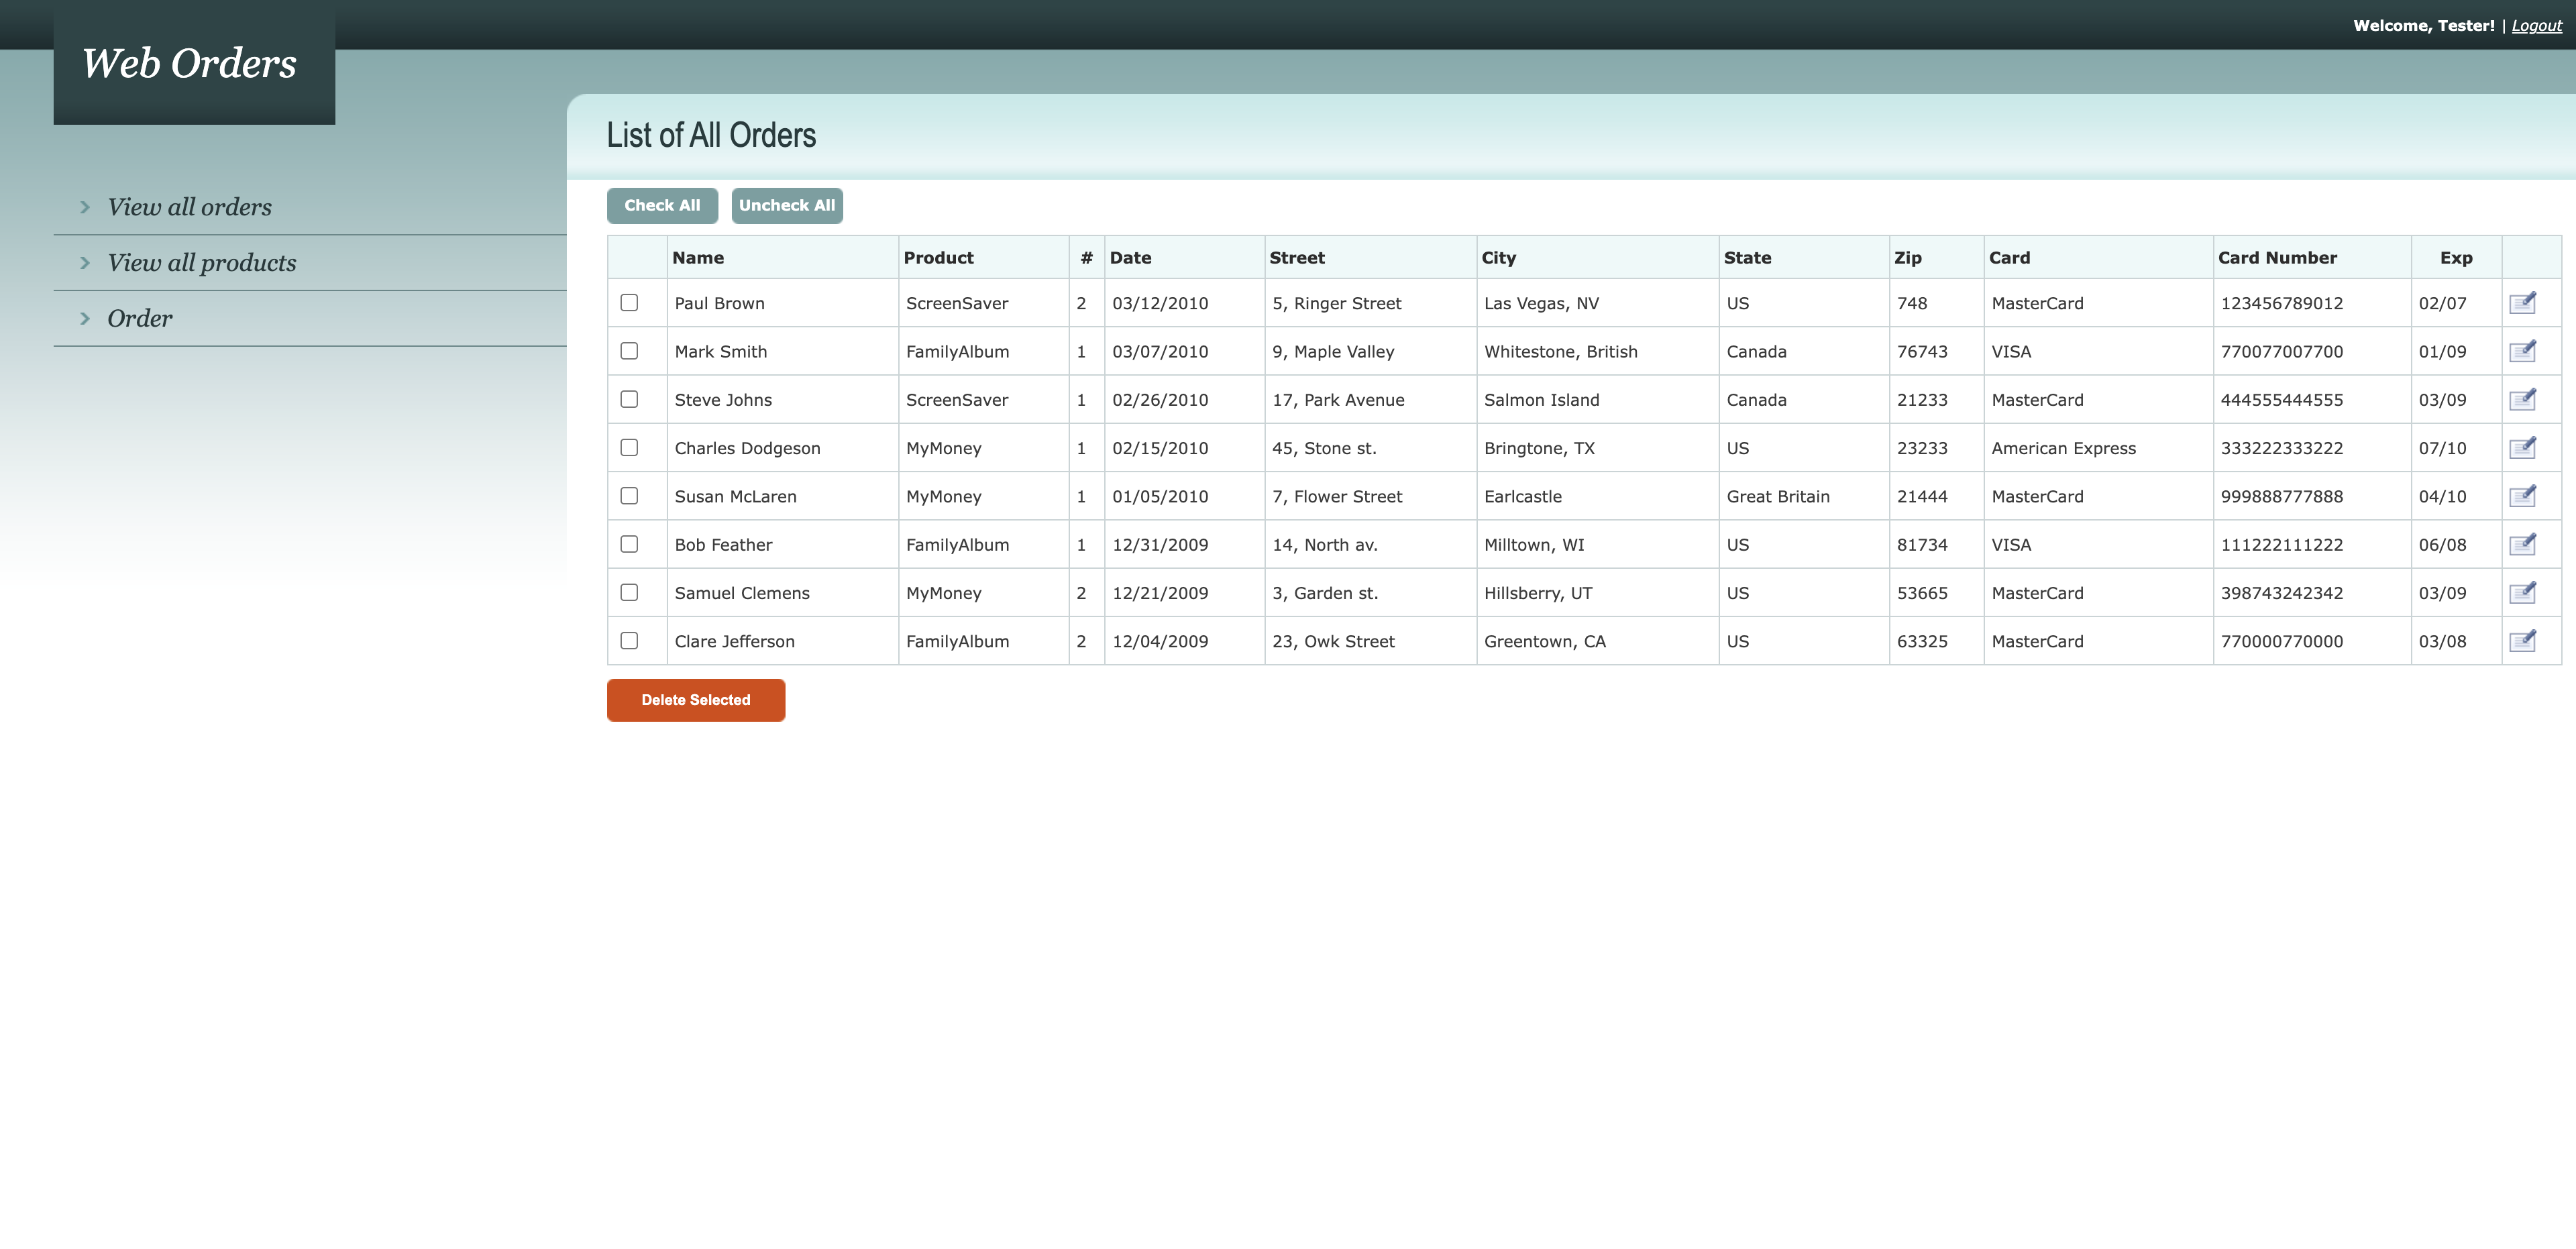 Welcome, Tester! | Logout
Web Orders
View all orders
View all products
Order
List of All Orders
Check All Uncheck All
Name Product # Date Street City State Zip Card Card Number Exp
Paul Brown ScreenSaver 2 03/12/2010 5, Ringer Street Las Vegas, NV US 748 MasterCard 123456789012 02/07
Mark Smith FamilyAlbum 1 03/07/2010 9, Maple Valley Whitestone, British Canada 76743 VISA 770077007700 01/09
Steve Johns ScreenSaver 1 02/26/2010 17, Park Avenue Salmon Island Canada 21233 MasterCard 444555444555 03/09
Charles Dodgeson MyMoney 1 02/15/2010 45, Stone st. Bringtone, TX US 23233 American Express 333222333222 07/10
Susan McLaren MyMoney 1 01/05/2010 7, Flower Street Earlcastle Great Britain 21444 MasterCard 999888777888 04/10
Bob Feather FamilyAlbum 1 12/31/2009 14, North av. Milltown, WI US 81734 VISA 111222111222 06/08
Samuel Clemens MyMoney 2 12/21/2009 3, Garden st. Hillsberry, UT US 53665 MasterCard 398743242342 03/09
Clare Jefferson FamilyAlbum 2 12/04/2009 23, Owk Street Greentown, CA US 63325 MasterCard 770000770000 03/08
Delete Selected